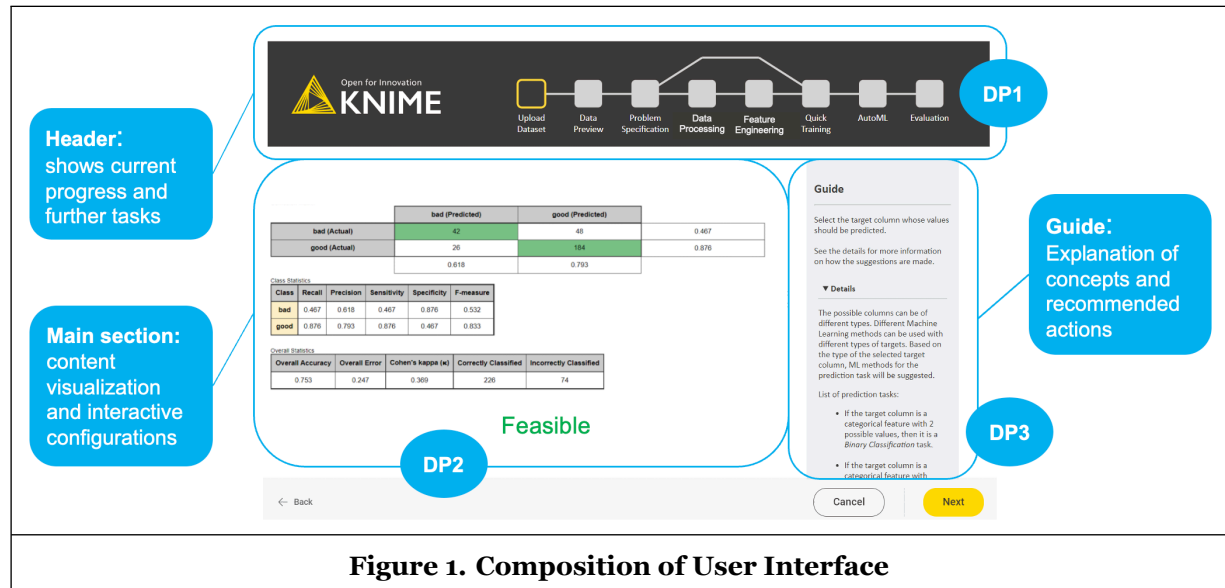 Open for Innovation
KNIME
Upload
Dataset
Data
Preview
Problem
Specification
Data
Processing
Feature
Engineering
Quick
Training
AutoML
Evaluation
DP1
Header:
shows current
progress and
further tasks
Main section:
content
visualization
and interactive
configurations
bad (Predicted) good (Predicted)
bad (Actual) 42 48 0.467
good (Actual) 26 184 0.876
0.618 0.793
Class Statistics
Class Recall Precision Sensitivity Specificity F-measure
bad 0.467 0.618 0.467 0.876 0.532
good 0.876 0.793 0.876 0.467 0.833
Overall Statistics
Overall Accuracy Overall Error Cohen's kappa (κ) Correctly Classified Incorrectly Classified
0.753 0.247 0.369 226 74
Feasible
DP2
Guide
Select the target column whose values
should be predicted.
See the details for more information
on how the suggestions are made.
▼ Details
The possible columns can be of
different types. Different Machine
Learning methods can be used with
different types of targets. Based on
the type of the selected target
column, ML methods for the
prediction task will be suggested.
List of prediction tasks:
• If the target column is a
categorical feature with 2
possible values, then it is a
Binary Classification task.
• If the target column is a
categorical feature with
DP3
Guide:
Explanation of
concepts and
recommended
actions
← Back
Cancel
Next
Figure 1. Composition of User Interface